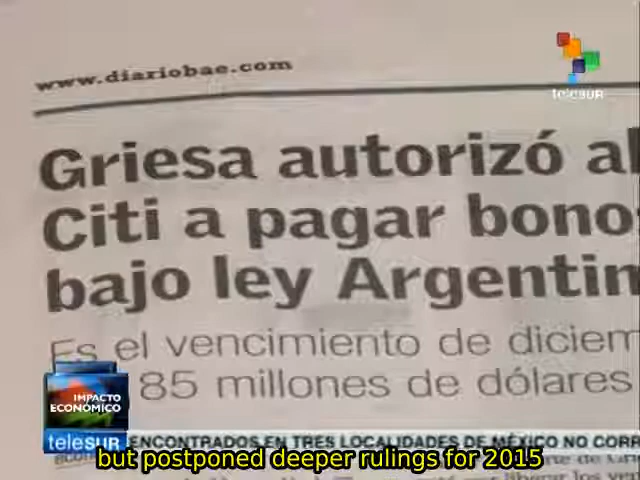 www.diariobae.com
teleSUR
Griesa autorizó al
Citi a pagar bonos
bajo ley Argentin
Es el vencimiento de diciem
85 millones de dólares
IMPACTO
ECONÓMICO
teleSUR
ENCONTRADOS EN TRES LOCALIDADES DE MÉXICO NO CORR
but postponed deeper rulings for 2015